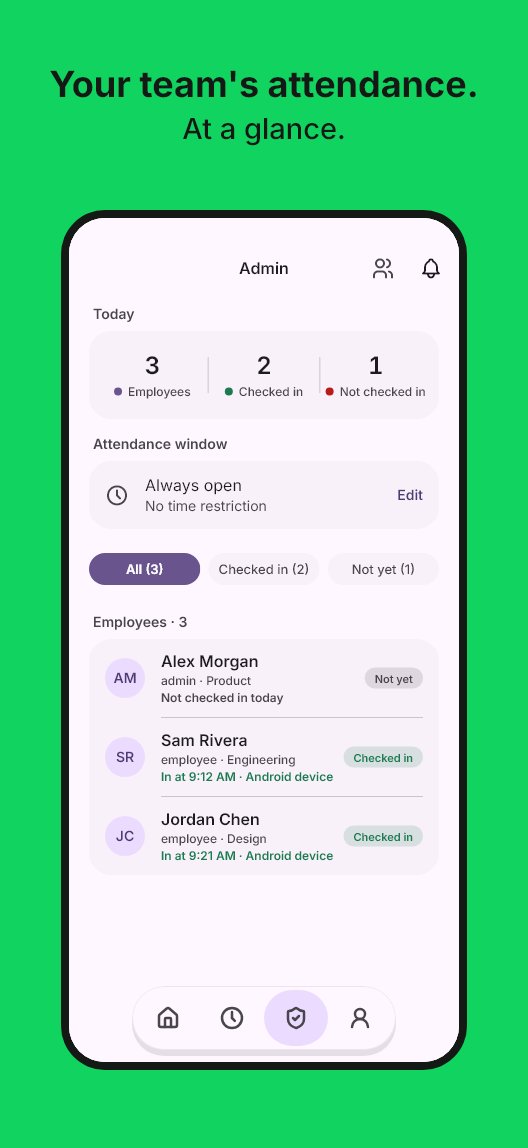 Your team's attendance.
At a glance.
Admin
Today
3
Employees
2
Checked in
1
Not checked in
Attendance window
Always open
No time restriction
Edit
All (3)
Checked in (2)
Not yet (1)
Employees · 3
AM
Alex Morgan
admin · Product
Not checked in today
Not yet
SR
Sam Rivera
employee · Engineering
In at 9:12 AM · Android device
Checked in
JC
Jordan Chen
employee · Design
In at 9:21 AM · Android device
Checked in